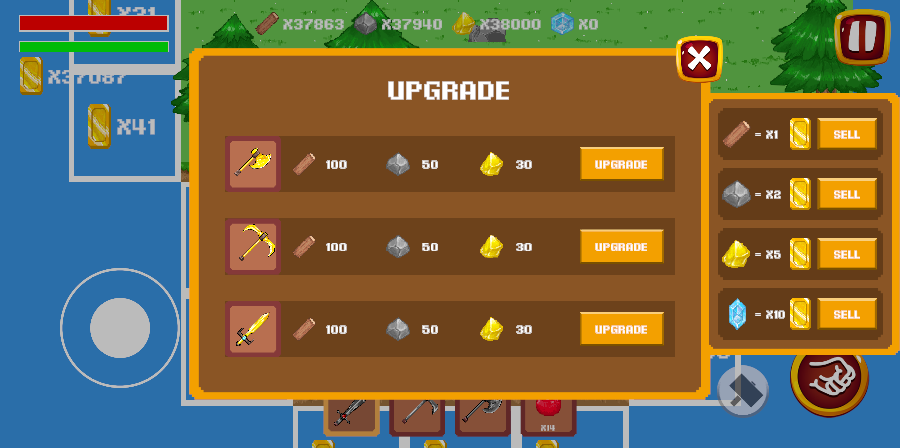 X37863 X37940 X38000 X0
X37087
X41
UPGRADE
100 50 30 UPGRADE
100 50 30 UPGRADE
100 50 30 UPGRADE
= X1 SELL
= X2 SELL
= X5 SELL
= X10 SELL
X14